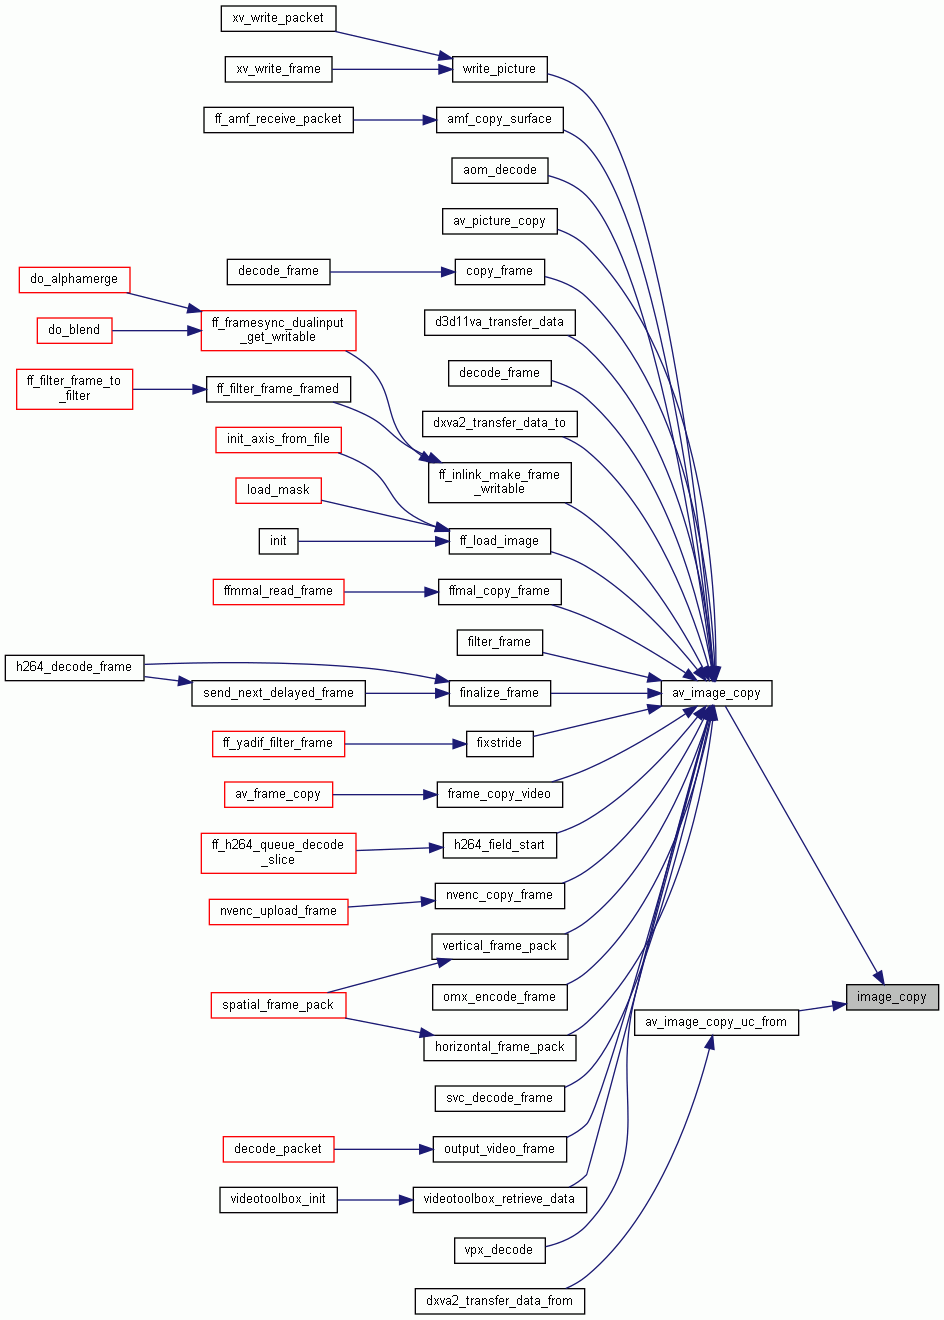 xv_write_packet
xv_write_frame
write_picture
ff_amf_receive_packet
amf_copy_surface
aom_decode
av_picture_copy
decode_frame
copy_frame
do_alphamerge
ff_framesync_dualinput
_get_writable
d3d11va_transfer_data
do_blend
decode_frame
ff_filter_frame_to
_filter
ff_filter_frame_framed
dxva2_transfer_data_to
init_axis_from_file
ff_inlink_make_frame
_writable
load_mask
init
ff_load_image
ffmmal_read_frame
ffmal_copy_frame
filter_frame
h264_decode_frame
send_next_delayed_frame
finalize_frame
av_image_copy
ff_yadif_filter_frame
fixstride
av_frame_copy
frame_copy_video
ff_h264_queue_decode
_slice
h264_field_start
nvenc_upload_frame
nvenc_copy_frame
vertical_frame_pack
spatial_frame_pack
omx_encode_frame
image_copy
av_image_copy_uc_from
horizontal_frame_pack
svc_decode_frame
decode_packet
output_video_frame
videotoolbox_init
videotoolbox_retrieve_data
vpx_decode
dxva2_transfer_data_from